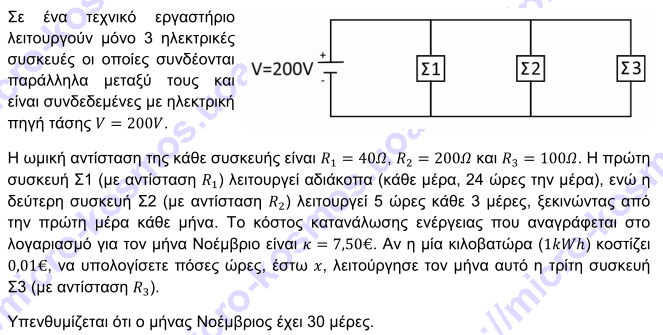 Σε ένα τεχνικό εργαστήριο
λειτουργούν μόνο 3 ηλεκτρικές
συσκευές οι οποίες συνδέονται
παράλληλα μεταξύ τους και
είναι συνδεδεμένες με ηλεκτρική
πηγή τάσης V = 200V.
V=200V
+
-
Σ1
Σ2
Σ3
Η ωμική αντίσταση της κάθε συσκευής είναι R₁ = 40Ω, R₂ = 200Ω και R₃ = 100Ω. Η πρώτη
συσκευή Σ1 (με αντίσταση R₁) λειτουργεί αδιάκοπα (κάθε μέρα, 24 ώρες την μέρα), ενώ η
δεύτερη συσκευή Σ2 (με αντίσταση R₂) λειτουργεί 5 ώρες κάθε 3 μέρες, ξεκινώντας από
την πρώτη μέρα κάθε μήνα. Το κόστος κατανάλωσης ενέργειας που αναγράφεται στο
λογαριασμό για τον μήνα Νοέμβριο είναι κ = 7,50€. Αν η μία κιλοβατώρα (1kWh) κοστίζει
0,01€, να υπολογίσετε πόσες ώρες, έστω x, λειτούργησε τον μήνα αυτό η τρίτη συσκευή
Σ3 (με αντίσταση R₃).
Υπενθυμίζεται ότι ο μήνας Νοέμβριος έχει 30 μέρες.